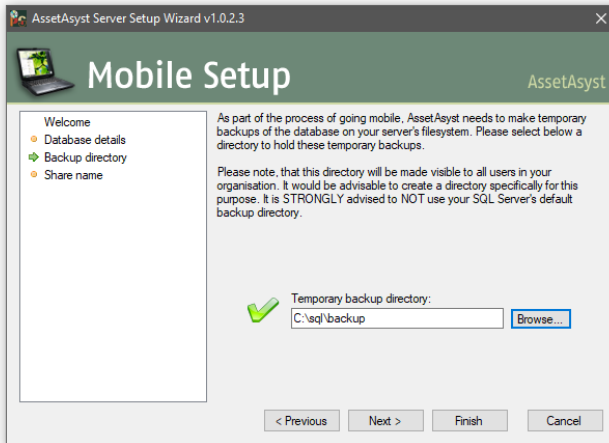 AssetAsyst Server Setup Wizard v1.0.2.3
Mobile Setup
AssetAsyst
Welcome
Database details
Backup directory
Share name
As part of the process of going mobile, AssetAsyst needs to make temporary
backups of the database on your server's filesystem. Please select below a
directory to hold these temporary backups.
Please note, that this directory will be made visible to all users in your
organisation. It would be advisable to create a directory specifically for this
purpose. It is STRONGLY advised to NOT use your SQL Server's default
backup directory.
Temporary backup directory:
C:\sql\backup
Browse...
< Previous
Next >
Finish
Cancel